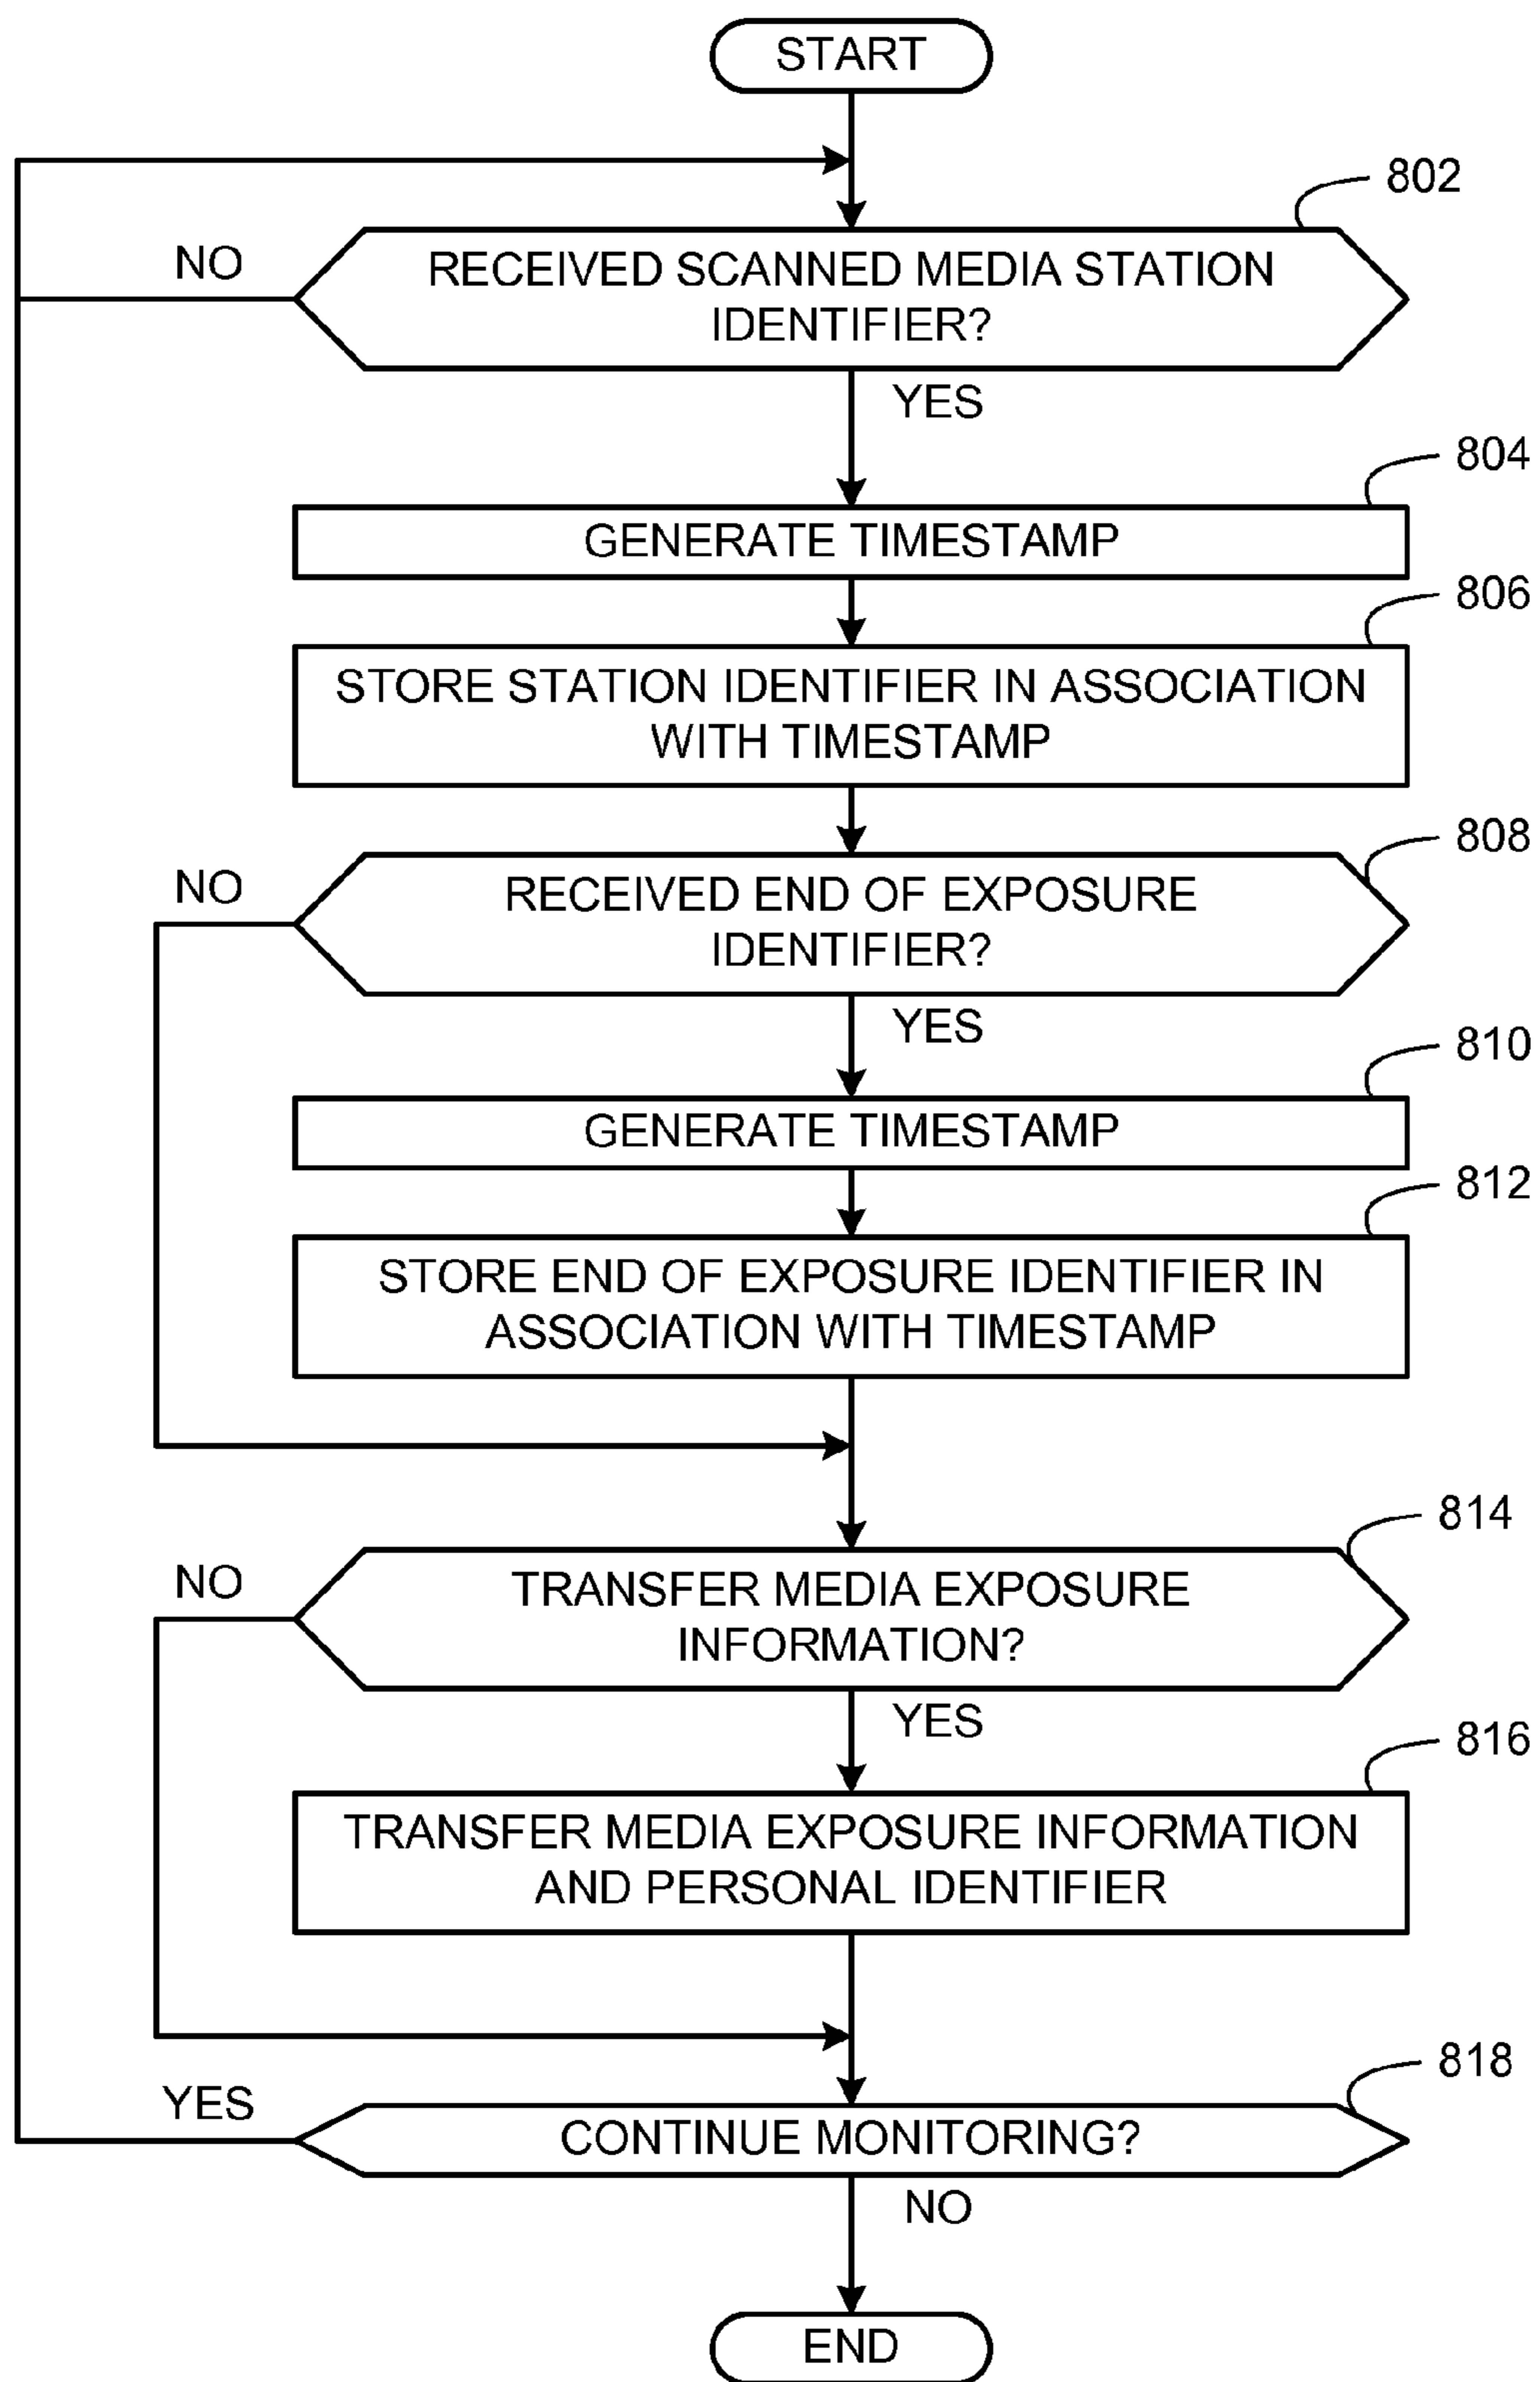 START
802
NO
RECEIVED SCANNED MEDIA STATION
IDENTIFIER?
YES
804
GENERATE TIMESTAMP
806
STORE STATION IDENTIFIER IN ASSOCIATION
WITH TIMESTAMP
808
NO
RECEIVED END OF EXPOSURE
IDENTIFIER?
YES
810
GENERATE TIMESTAMP
812
STORE END OF EXPOSURE IDENTIFIER IN
ASSOCIATION WITH TIMESTAMP
814
NO
TRANSFER MEDIA EXPOSURE
INFORMATION?
YES
816
TRANSFER MEDIA EXPOSURE INFORMATION
AND PERSONAL IDENTIFIER
818
YES
CONTINUE MONITORING?
NO
END